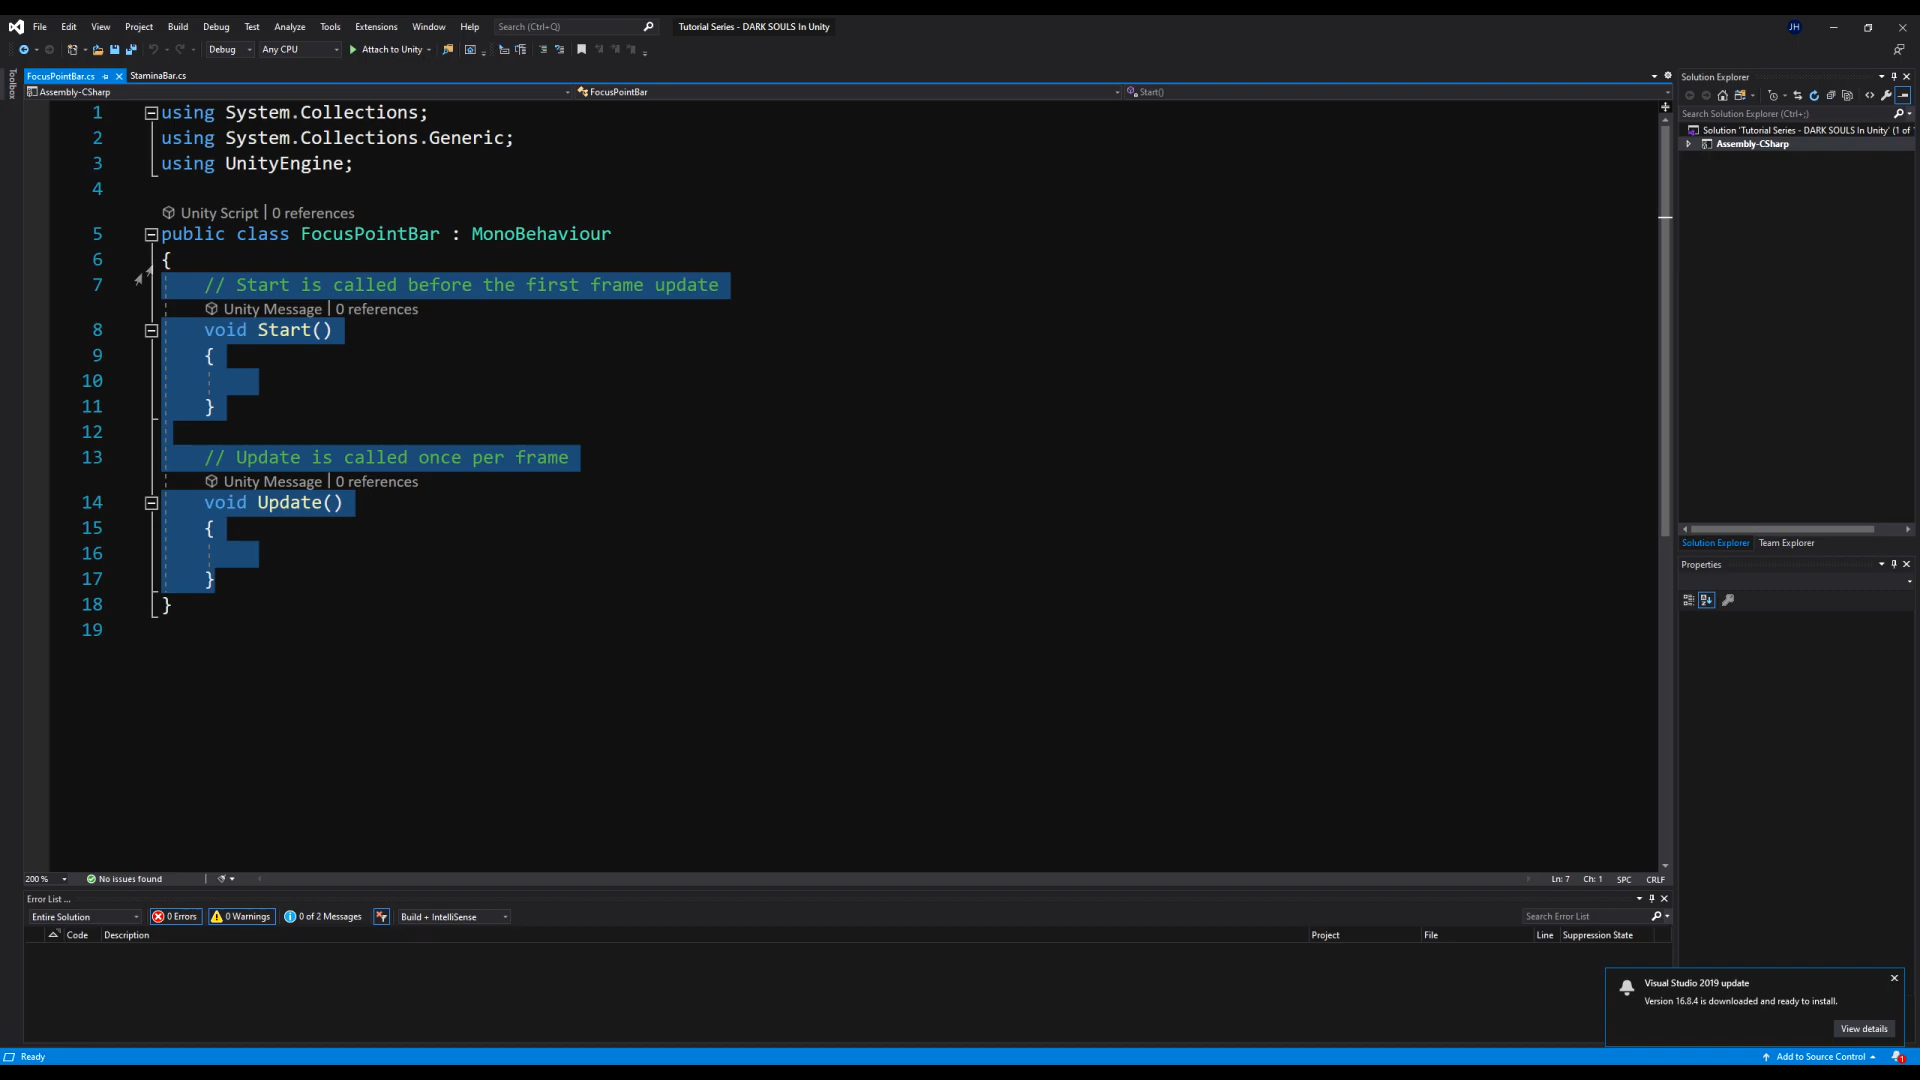 File Edit View Project Build Debug Test Analyze Tools Extensions Window Help Search (Ctrl+Q) Tutorial Series - DARK SOULS In Unity JH
Debug Any CPU Attach to Unity
Toolbox
FocusPointBar.cs StaminaBar.cs
Assembly-CSharp FocusPointBar Start()
1 using System.Collections;
2 using System.Collections.Generic;
3 using UnityEngine;
4
Unity Script | 0 references
5 public class FocusPointBar : MonoBehaviour
6 {
7 // Start is called before the first frame update
Unity Message | 0 references
8 void Start()
9 {
10
11 }
12
13 // Update is called once per frame
Unity Message | 0 references
14 void Update()
15 {
16
17 }
18 }
19
200 % No issues found Ln: 7 Ch: 1 SPC CRLF
Error List ...
Entire Solution 0 Errors 0 Warnings 0 of 2 Messages Build + IntelliSense Search Error List
Code Description Project File Line Suppression State
Solution Explorer
Search Solution Explorer (Ctrl+;)
Solution 'Tutorial Series - DARK SOULS In Unity' (1 of
Assembly-CSharp
Solution Explorer Team Explorer
Properties
Visual Studio 2019 update
Version 16.8.4 is downloaded and ready to install.
View details
Ready Add to Source Control 1